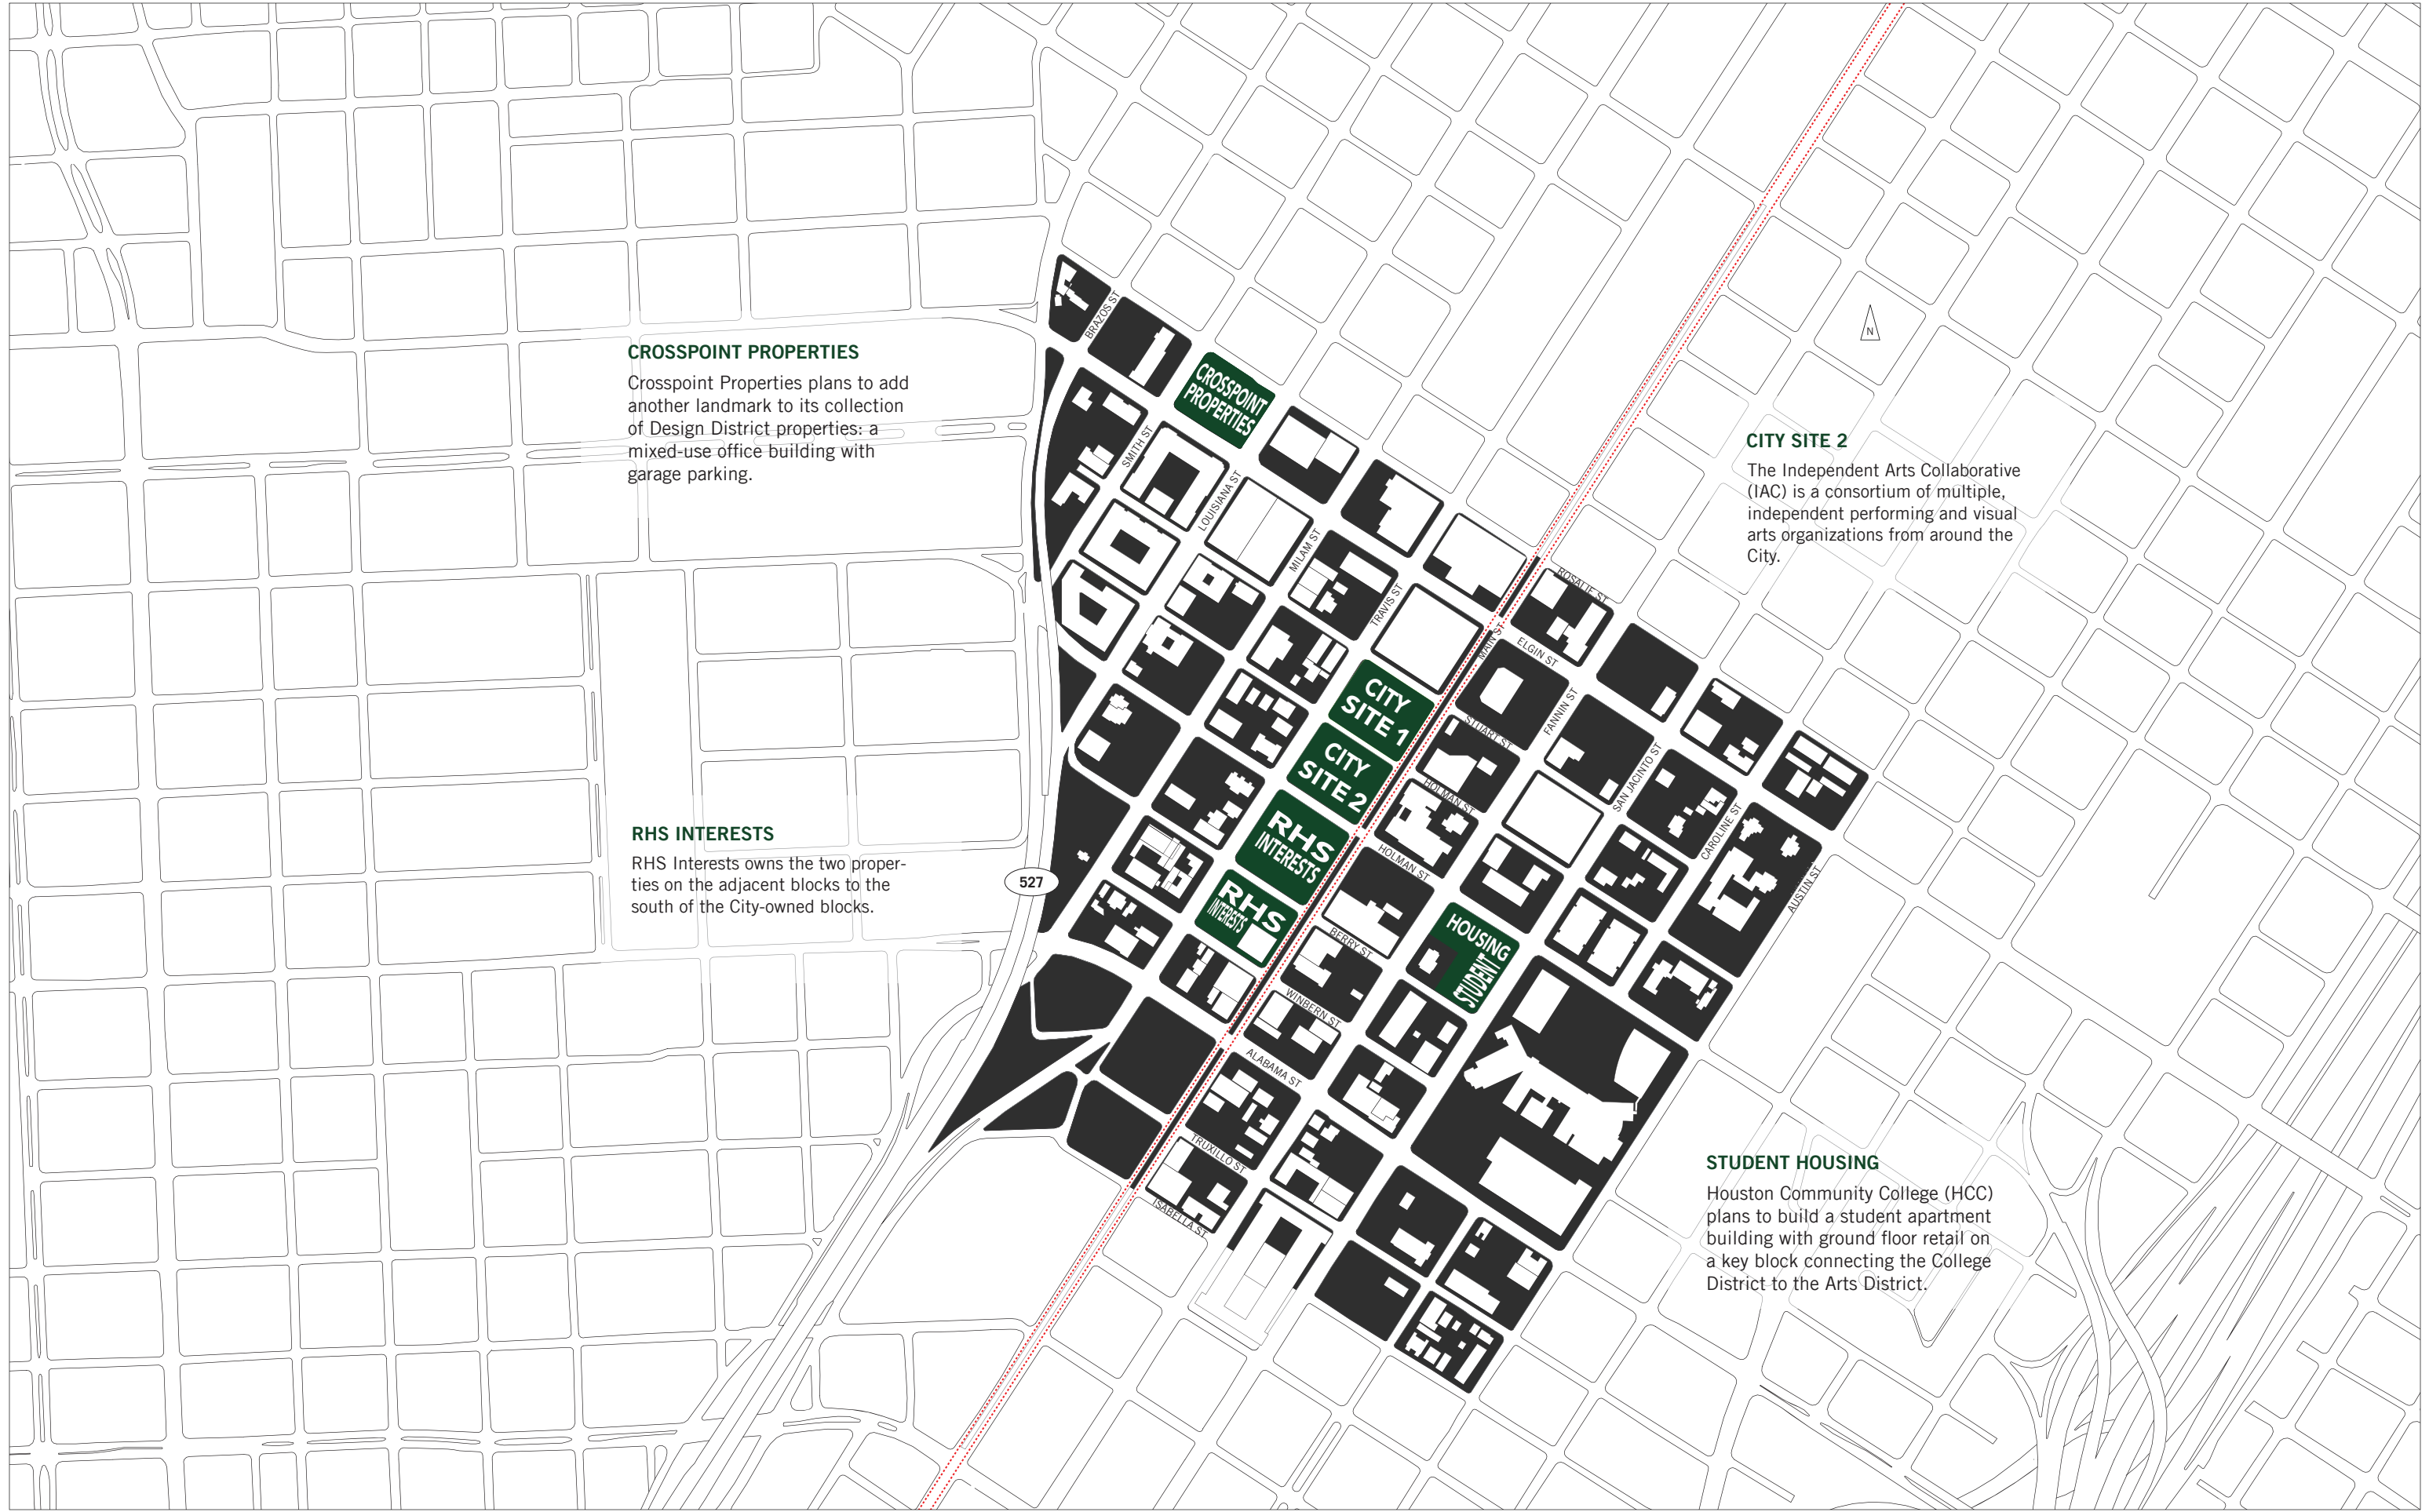 BRAZOS ST
CROSSPOINT PROPERTIES
Crosspoint Properties plans to add
another landmark to its collection
of Design District properties: a
mixed-use office building with
garage parking.
CROSSPOINT
PROPERTIES
N
SMITH ST
LOUISIANA ST
MILAM ST
TRAVIS ST
ROSALIE ST
MAIN ST
ELGIN ST
CITY SITE 2
The Independent Arts Collaborative
(IAC) is a consortium of multiple,
independent performing and visual
arts organizations from around the
City.
CITY
SITE 1
STUART ST
FANNIN ST
SAN JACINTO ST
CAROLINE ST
AUSTIN ST
CITY
SITE 2
HOLMAN ST
RHS
INTERESTS
HOLMAN ST
RHS INTERESTS
RHS Interests owns the two proper-
ties on the adjacent blocks to the
south of the City-owned blocks.
527
RHS
INTERESTS
BERRY ST
HOUSING
STUDENT
WINBERN ST
ALABAMA ST
TRUXILLO ST
ISABELLA ST
STUDENT HOUSING
Houston Community College (HCC)
plans to build a student apartment
building with ground floor retail on
a key block connecting the College
District to the Arts District.